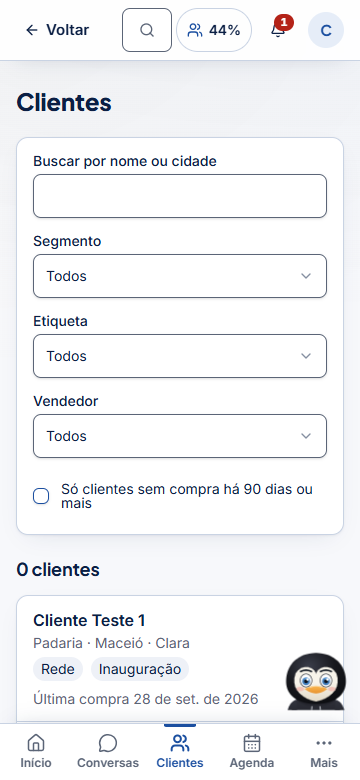 Voltar
44%
1
C
Clientes
Buscar por nome ou cidade
Segmento
Todos
Etiqueta
Todos
Vendedor
Todos
Só clientes sem compra há 90 dias ou
mais
0 clientes
Cliente Teste 1
Padaria · Maceió · Clara
Rede
Inauguração
Última compra 28 de set. de 2026
Início
Conversas
Clientes
Agenda
Mais